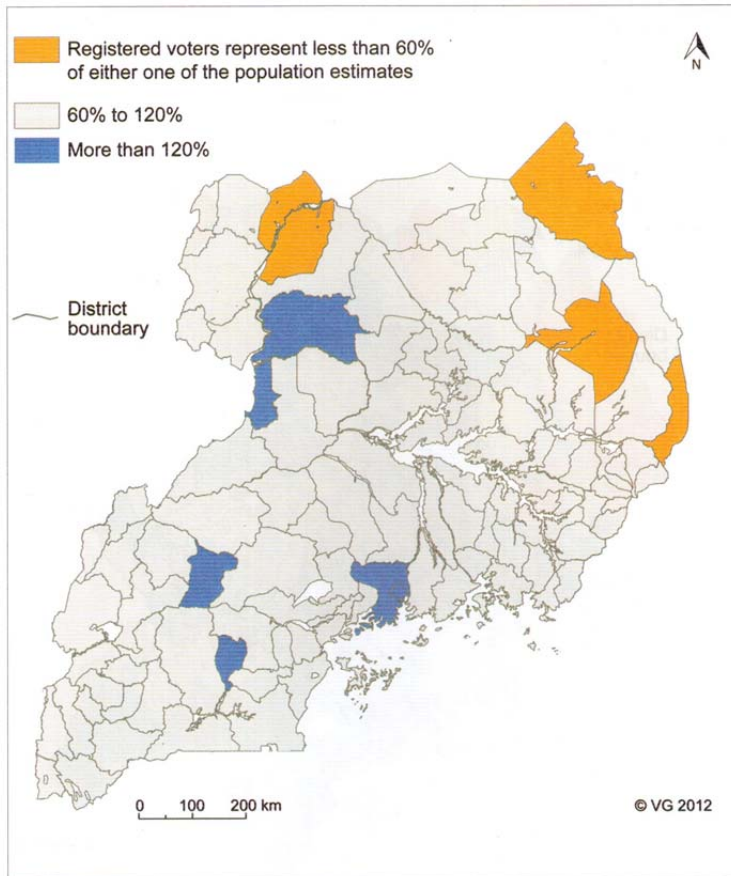 Registered voters represent less than 60%
of either one of the population estimates
60% to 120%
More than 120%
N
District
boundary
0 100 200 km
© VG 2012